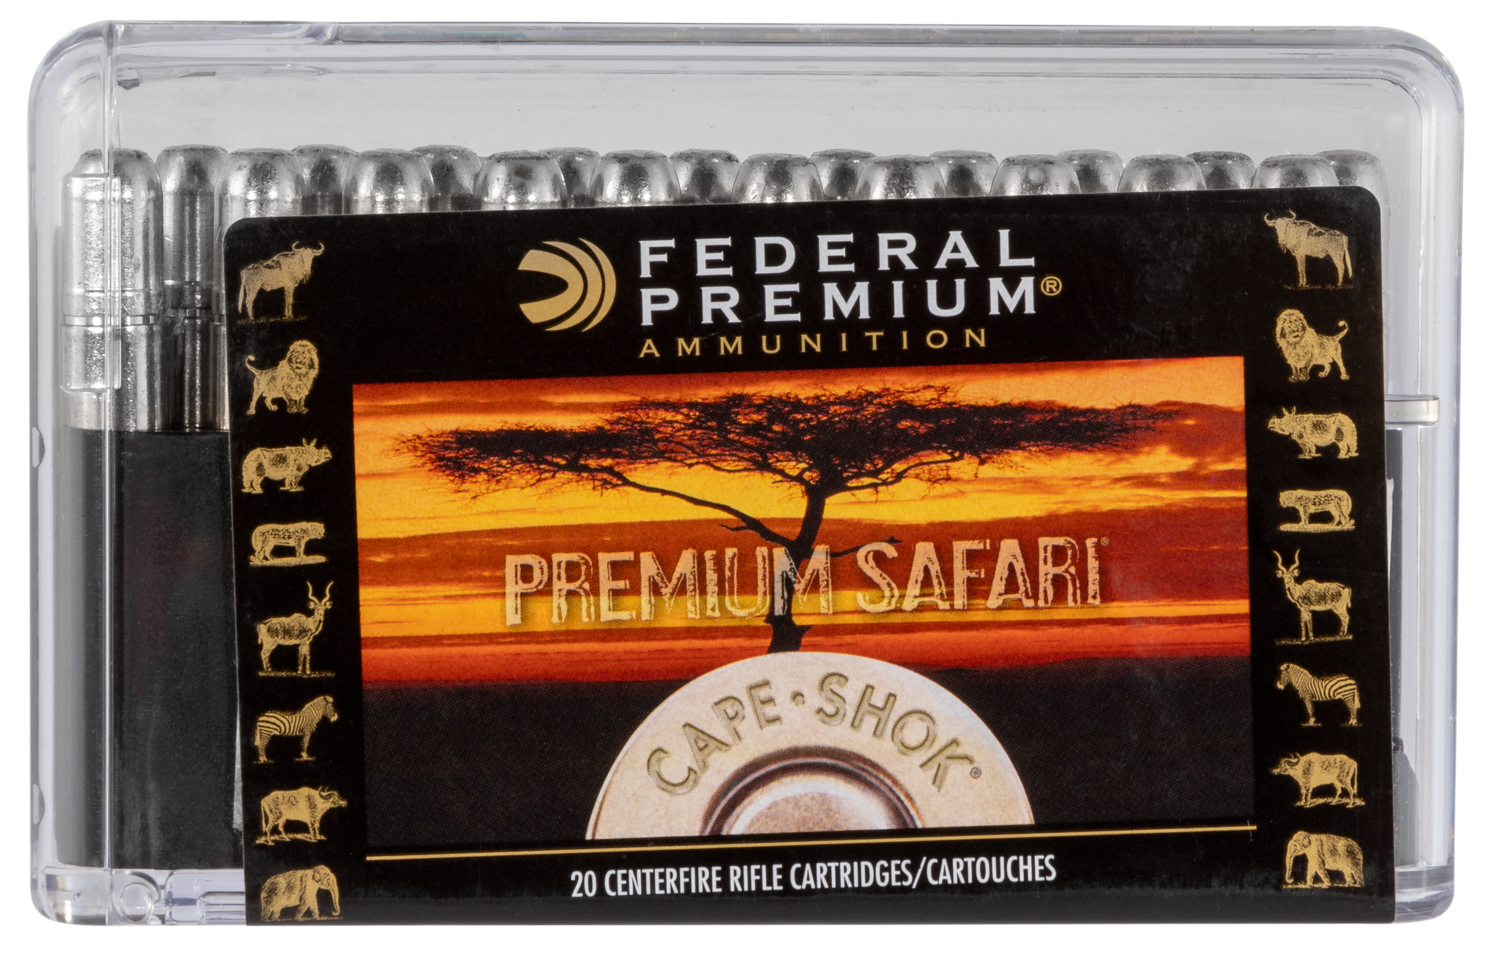 FEDERAL
PREMIUM®
AMMUNITION
PREMIUM SAFARI®
CAPE•SHOK®
20 CENTERFIRE RIFLE CARTRIDGES/CARTOUCHES